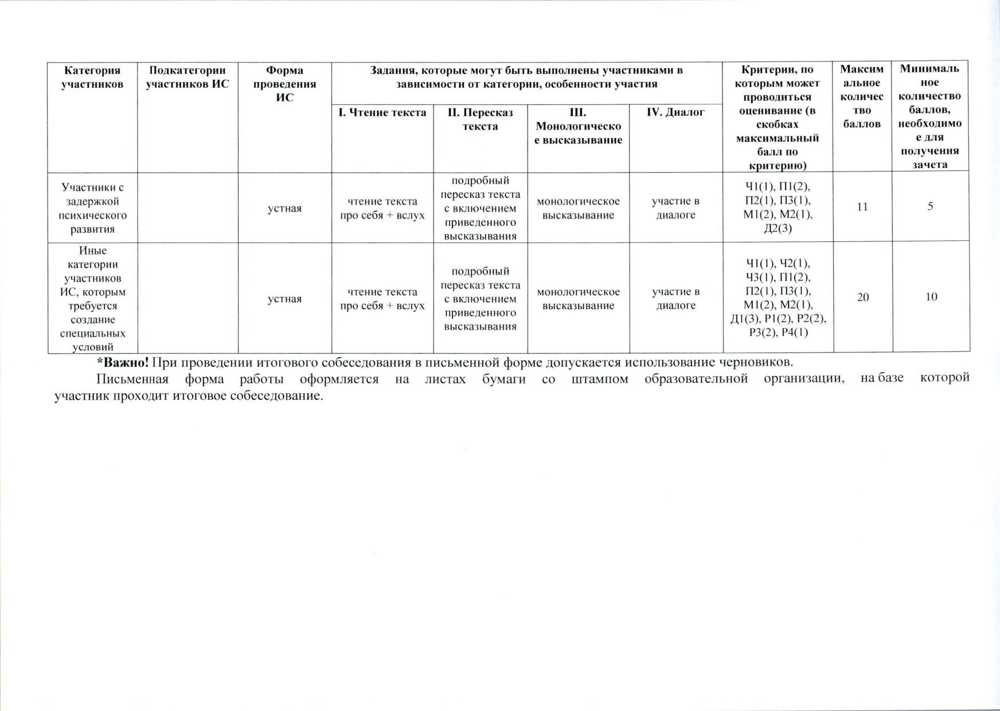 Категория
участников
Подкатегории
участников ИС
Форма
проведения
ИС
Задания, которые могут быть выполнены участниками в
зависимости от категории, особенности участия
I. Чтение текста
II. Пересказ
текста
III.
Монологическо
е высказывание
IV. Диалог
Критерии, по
которым может
проводиться
оценивание (в
скобках
максимальный
балл по
критерию)
Максим
альное
количес
тво
баллов
Минималь
ное
количество
баллов,
необходимо
е для
получения
зачета
Участники с
задержкой
психического
развития
устная
чтение текста
про себя + вслух
подробный
пересказ текста
с включением
приведенного
высказывания
монологическое
высказывание
участие в
диалоге
Ч1(1), П1(2),
П2(1), П3(1),
М1(2), М2(1),
Д2(3)
11
5
Иные
категории
участников
ИС, которым
требуется
создание
специальных
условий
устная
чтение текста
про себя + вслух
подробный
пересказ текста
с включением
приведенного
высказывания
монологическое
высказывание
участие в
диалоге
Ч1(1), Ч2(1),
Ч3(1), П1(2),
П2(1), П3(1),
М1(2), М2(1),
Д1(3), Р1(2), Р2(2),
Р3(2), Р4(1)
20
10
*Важно! При проведении итогового собеседования в письменной форме допускается использование черновиков.
Письменная форма работы оформляется на листах бумаги со штампом образовательной организации, на базе которой
участник проходит итоговое собеседование.